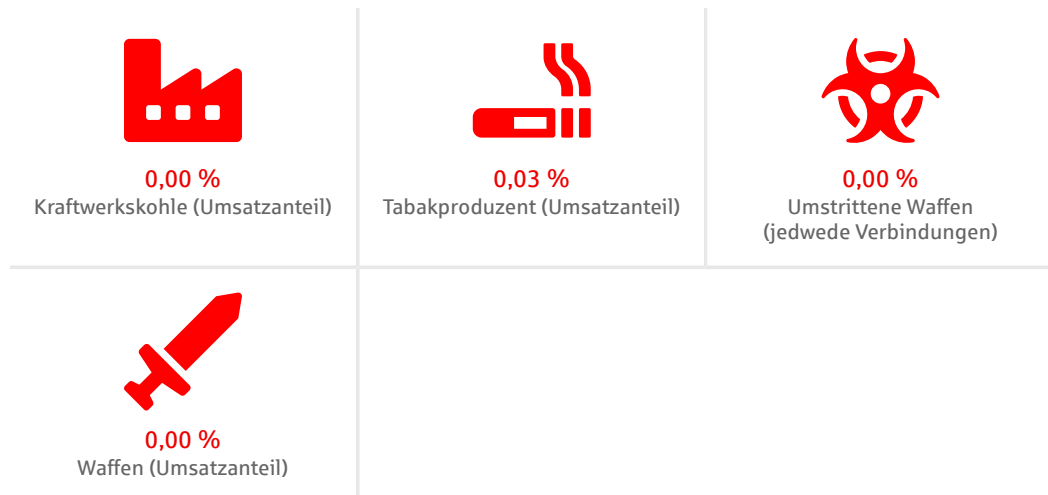 0,00 %
Kraftwerkskohle (Umsatzanteil)
0,03 %
Tabakproduzent (Umsatzanteil)
0,00 %
Umstrittene Waffen
(jedwede Verbindungen)
0,00 %
Waffen (Umsatzanteil)